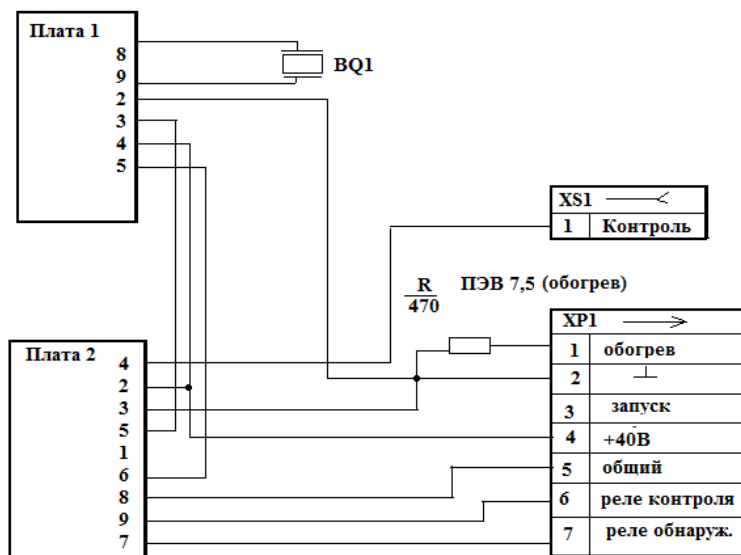 Плата 1
8
9
2
3
4
5
BQ1
XS1
1 Контроль
R
470
ПЭВ 7,5 (обогрев)
Плата 2
4
2
3
5
1
6
8
9
7
XP1
1 обогрев
2
3 запуск
4 +40В
5 общий
6 реле контроля
7 реле обнаруж.